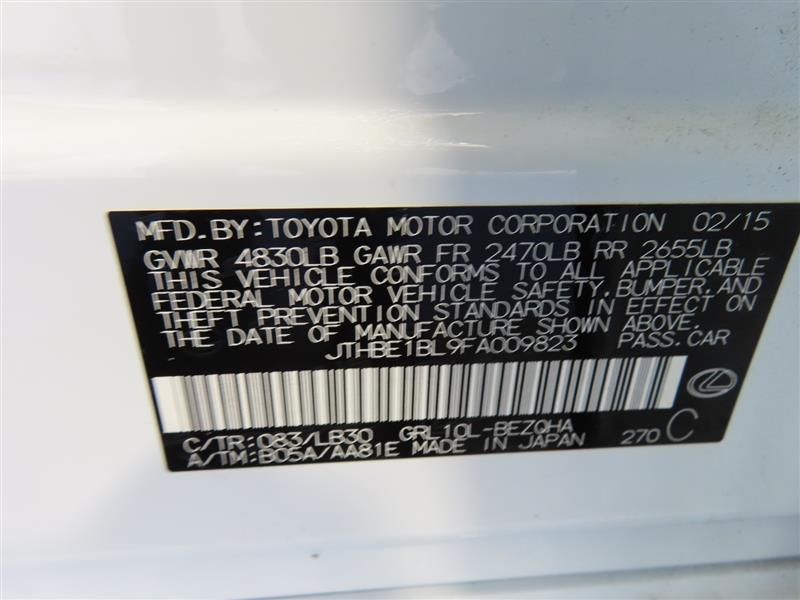 MFD. BY: TOYOTA MOTOR CORPORATION 02/15
GVWR 4830LB GAWR FR 2470LB RR 2655LB
THIS VEHICLE CONFORMS TO ALL APPLICABLE
FEDERAL MOTOR VEHICLE SAFETY, BUMPER, AND
THEFT PREVENTION STANDARDS IN EFFECT ON
THE DATE OF MANUFACTURE SHOWN ABOVE.
JTHBE1BL9FA009823 PASS. CAR
C/TR: 083/LB30 GRL10L-BEZQHA
A/TM: B05A/AA81E MADE IN JAPAN 270 C